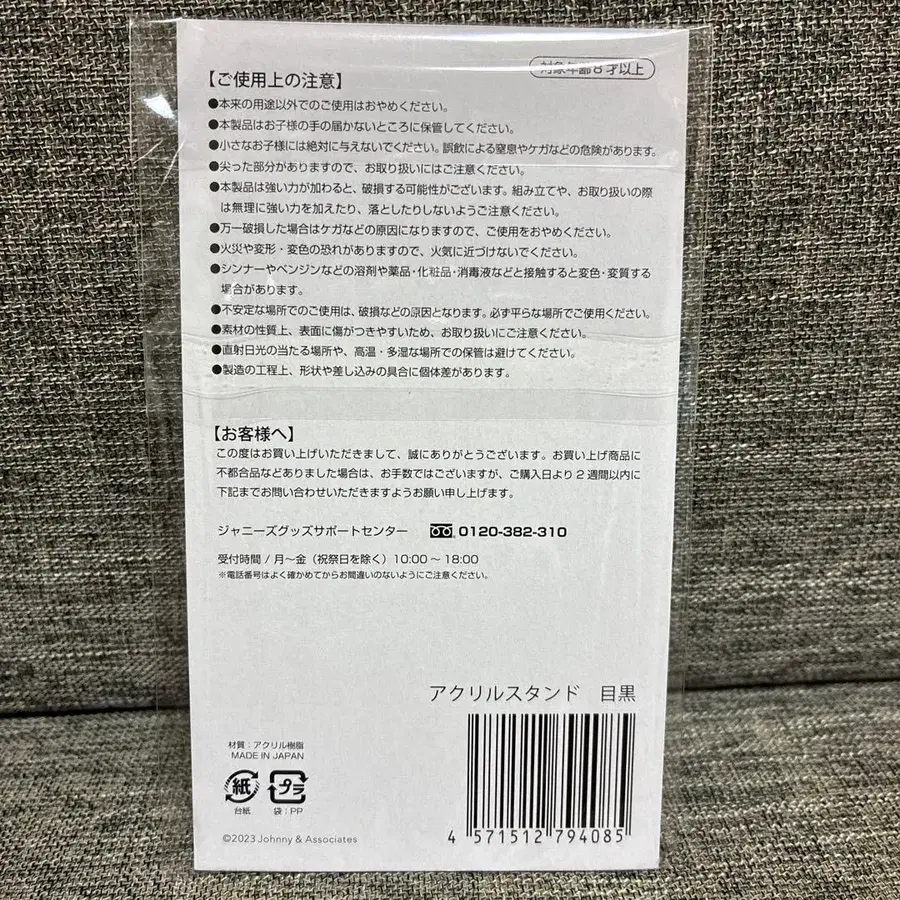 対象年齢8才以上
【ご使用上の注意】
●本来の用途以外でのご使用はおやめください。
●本製品はお子様の手の届かないところに保管してください。
●小さなお子様には絶対に与えないでください。誤飲による窒息やケガなどの危険があります。
●尖った部分がありますので、お取り扱いにはご注意ください。
●本製品は強い力が加わると、破損する可能性がございます。組み立てや、お取り扱いの際
は無理に強い力を加えたり、落としたりしないようご注意ください。
●万一破損した場合はケガなどの原因になりますので、ご使用をおやめください。
●火災や変形・変色の恐れがありますので、火気に近づけないでください。
●シンナーやベンジンなどの溶剤や薬品・化粧品・消毒液などと接触すると変色・変質する
場合があります。
●不安定な場所でのご使用は、破損などの原因となります。必ず平らな場所でご使用ください。
●素材の性質上、表面に傷がつきやすいため、お取り扱いにご注意ください。
●直射日光の当たる場所や、高温・多湿な場所での保管は避けてください。
●製造の工程上、形状や差し込みの具合に個体差があります。
【お客様へ】
この度はお買い上げいただきまして、誠にありがとうございます。お買い上げ商品に
不都合品などありました場合は、お手数ではございますが、ご購入日より2週間以内に
下記までお問い合わせいただきますようお願い申し上げます。
ジャニーズグッズサポートセンター 0120-382-310
受付時間 / 月～金（祝祭日を除く）10:00～18:00
※電話番号はよく確かめてからお間違いのないようにご注意ください。
アクリルスタンド 目黒
材質：アクリル樹脂
MADE IN JAPAN
紙 プラ
台紙 袋：PP
©2023 Johnny & Associates
4 571512 794085